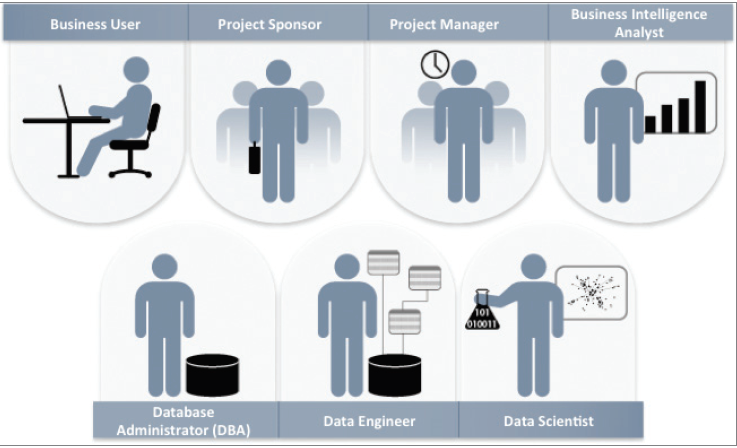 Business User
Project Sponsor
Project Manager
Business Intelligence
Analyst
101
010011
Database
Administrator (DBA)
Data Engineer
Data Scientist